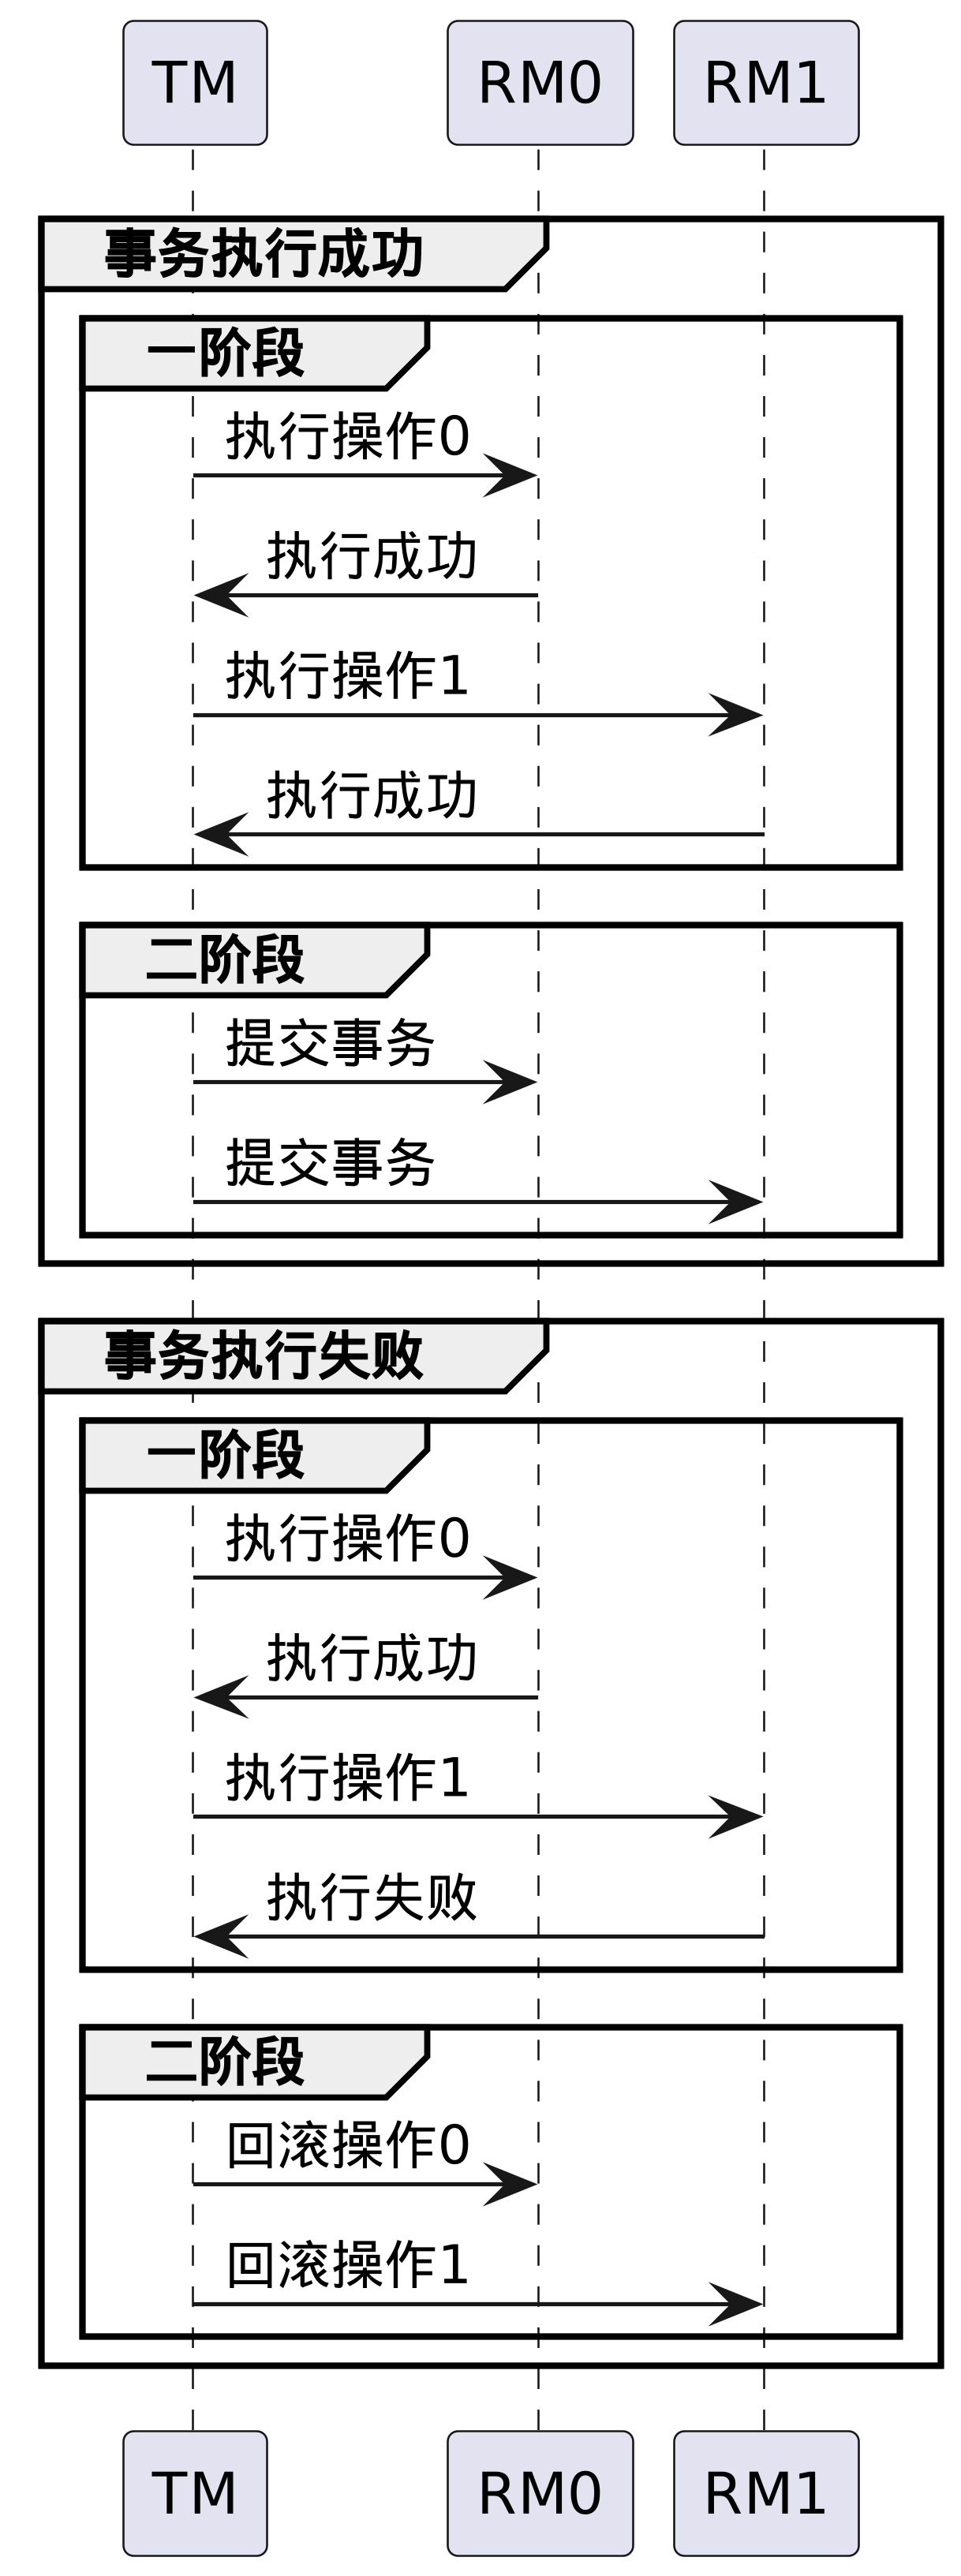 TM RM0 RM1
事务执行成功
一阶段
执行操作0
执行成功
执行操作1
执行成功
二阶段
提交事务
提交事务
事务执行失败
一阶段
执行操作0
执行成功
执行操作1
执行失败
二阶段
回滚操作0
回滚操作1
TM RM0 RM1